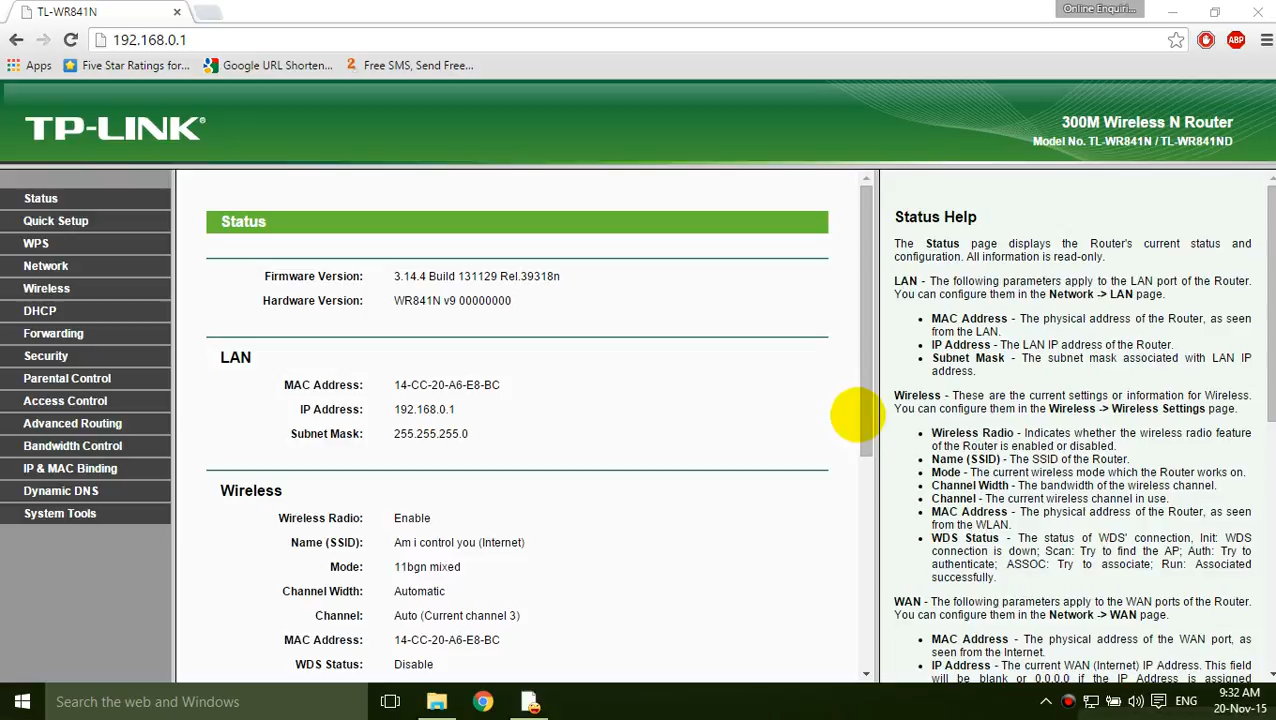 TL-WR841N
Online Enquiri...
192.168.0.1
Apps
Five Star Ratings for...
Google URL Shorten...
Free SMS, Send Free...
TP-LINK
300M Wireless N Router
Model No. TL-WR841N / TL-WR841ND
Status
Quick Setup
WPS
Network
Wireless
DHCP
Forwarding
Security
Parental Control
Access Control
Advanced Routing
Bandwidth Control
IP & MAC Binding
Dynamic DNS
System Tools
Status
Firmware Version: 3.14.4 Build 131129 Rel.39318n
Hardware Version: WR841N v9 00000000
LAN
MAC Address: 14-CC-20-A6-E8-BC
IP Address: 192.168.0.1
Subnet Mask: 255.255.255.0
Wireless
Wireless Radio: Enable
Name (SSID): Am i control you (Internet)
Mode: 11bgn mixed
Channel Width: Automatic
Channel: Auto (Current channel 3)
MAC Address: 14-CC-20-A6-E8-BC
WDS Status: Disable
Status Help
The Status page displays the Router's current status and
configuration. All information is read-only.
LAN - The following parameters apply to the LAN port of the Router.
You can configure them in the Network -> LAN page.
MAC Address - The physical address of the Router, as seen
from the LAN.
IP Address - The LAN IP address of the Router.
Subnet Mask - The subnet mask associated with LAN IP
address.
Wireless - These are the current settings or information for Wireless.
You can configure them in the Wireless -> Wireless Settings page.
Wireless Radio - Indicates whether the wireless radio feature
of the Router is enabled or disabled.
Name (SSID) - The SSID of the Router.
Mode - The current wireless mode which the Router works on.
Channel Width - The bandwidth of the wireless channel.
Channel - The current wireless channel in use.
MAC Address - The physical address of the Router, as seen
from the WLAN.
WDS Status - The status of WDS' connection, Init: WDS
connection is down; Scan: Try to find the AP; Auth: Try to
authenticate; ASSOC: Try to associate; Run: Associated
successfully.
WAN - The following parameters apply to the WAN ports of the Router.
You can configure them in the Network -> WAN page.
MAC Address - The physical address of the WAN port, as
seen from the Internet.
IP Address - The current WAN (Internet) IP Address. This field
will be blank or 0.0.0.0 if the IP Address is assigned
Search the web and Windows
ENG
9:32 AM
20-Nov-15